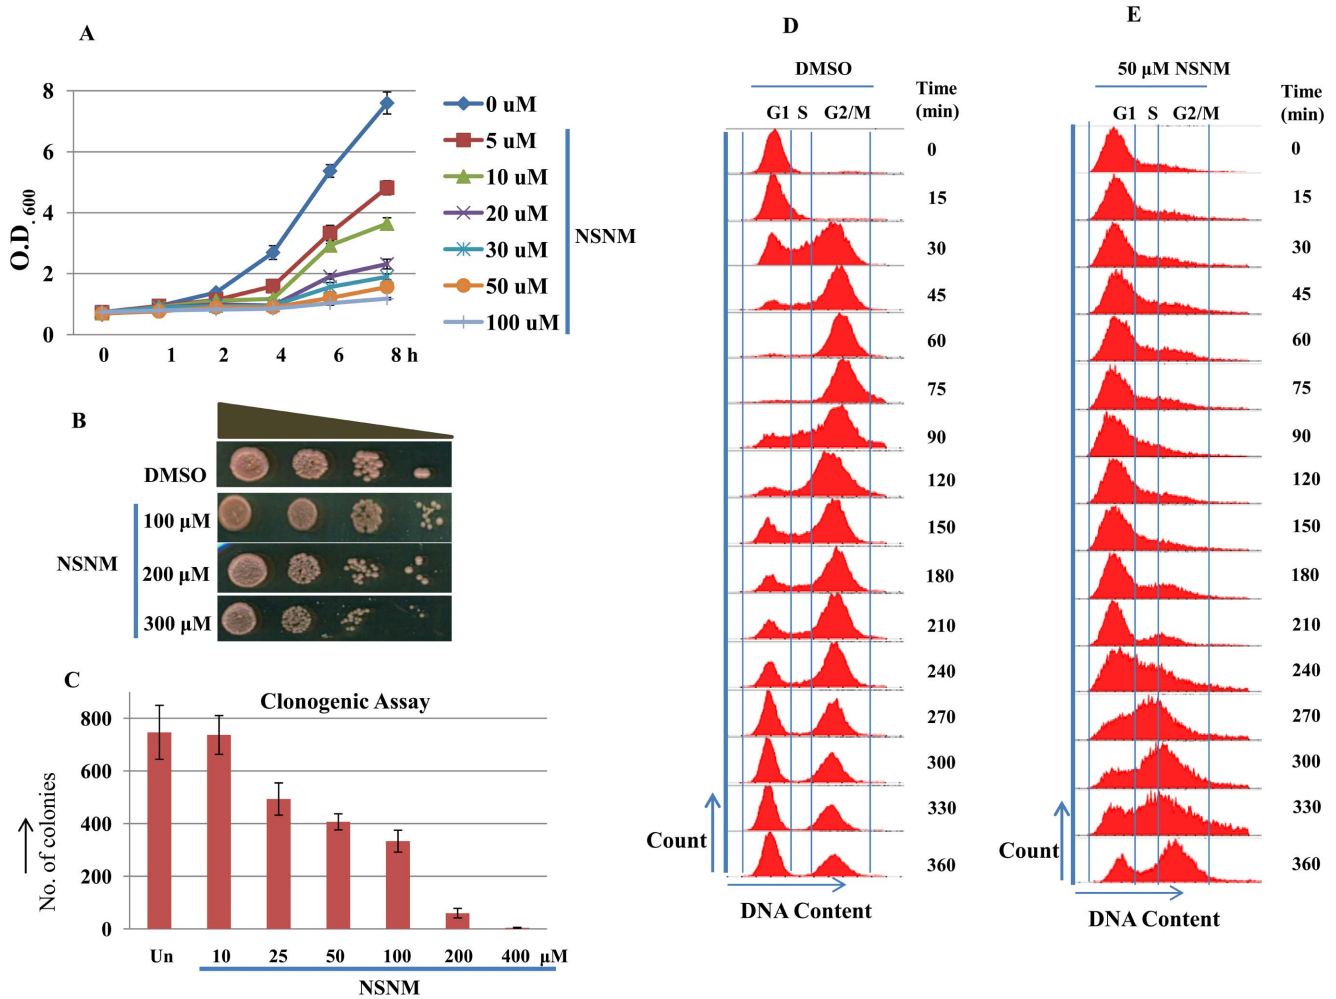 A
8
6
4
2
0
O.D.600
0 1 2 4 6 8 h
0 uM
5 uM
10 uM
20 uM
30 uM
50 uM
100 uM
NSNM
B
DMSO
100 μM
200 μM
300 μM
NSNM
C
Clonogenic Assay
800
600
400
200
0
No. of colonies
Un 10 25 50 100 200 400 μM
NSNM
D
DMSO
Time
(min)
G1 S G2/M
0
15
30
45
60
75
90
120
150
180
210
240
270
300
330
360
Count
DNA Content
E
50 μM NSNM
Time
(min)
G1 S G2/M
0
15
30
45
60
75
90
120
150
180
210
240
270
300
330
360
Count
DNA Content